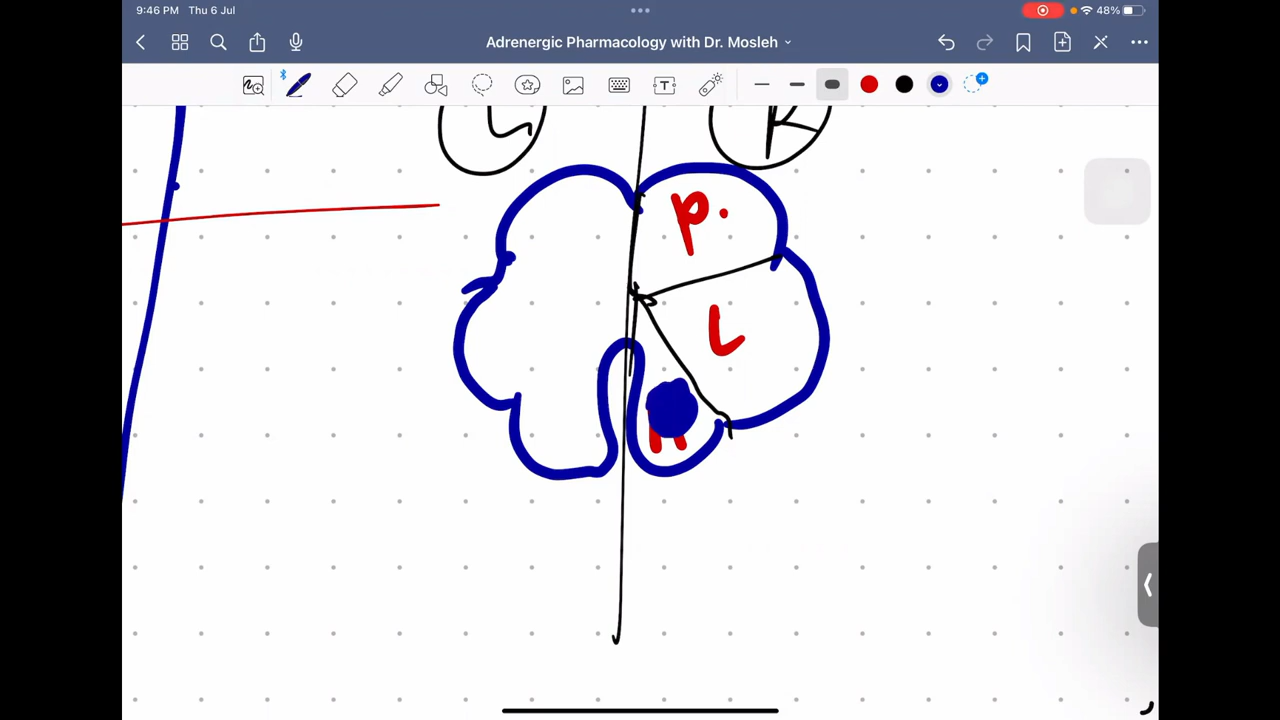 9:46 PM Thu 6 Jul
48%
Adrenergic Pharmacology with Dr. Mosleh
T
L
R
P.
L